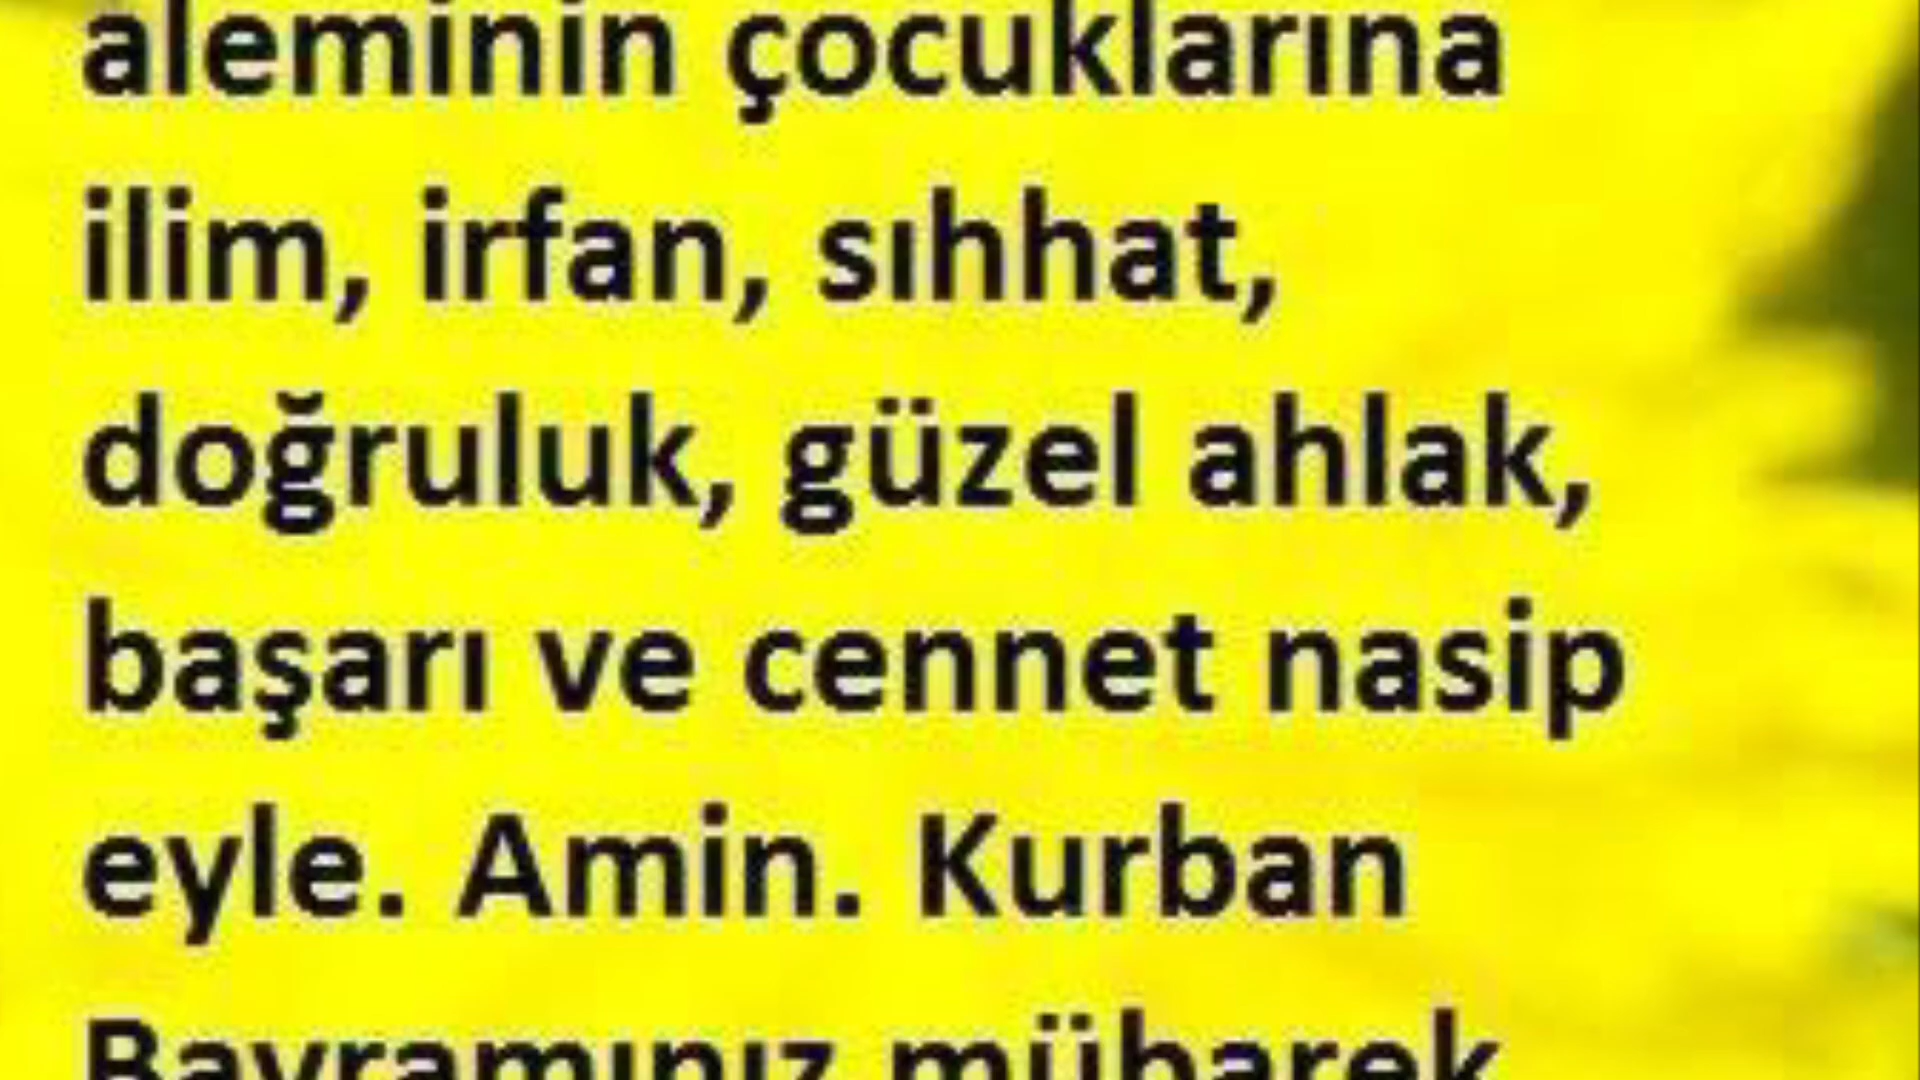 aleminin çocuklarına
ilim, irfan, sıhhat,
doğruluk, güzel ahlak,
başarı ve cennet nasip
eyle. Amin. Kurban
Bayramınız mübarek